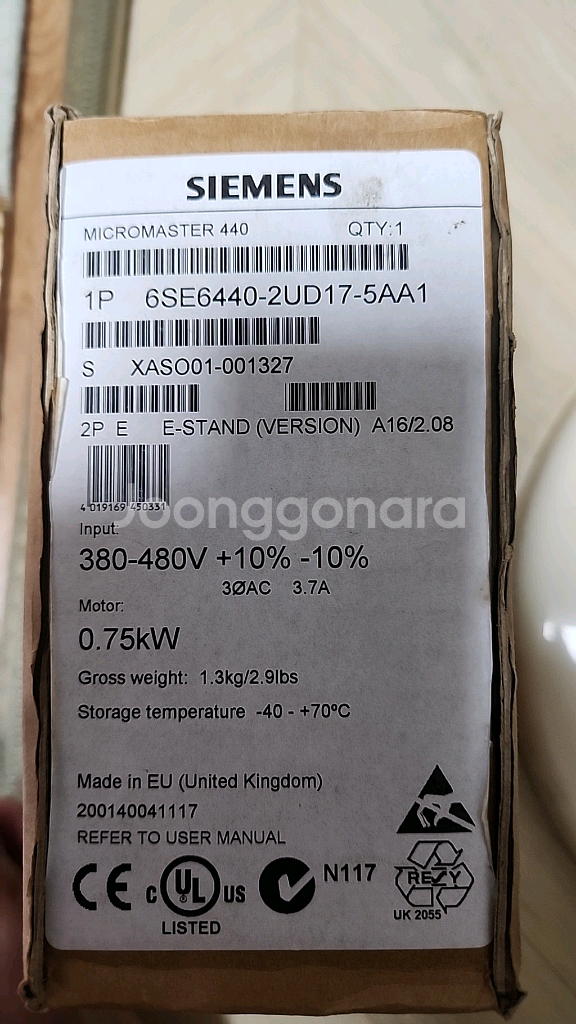 SIEMENS
MICROMASTER 440 QTY:1
1P 6SE6440-2UD17-5AA1
S XASO01-001327
2P E E-STAND (VERSION) A16/2.08
4 019169 450331
Joonggonara
Input:
380-480V +10% -10%
3ØAC 3.7A
Motor:
0.75kW
Gross weight: 1.3kg/2.9lbs
Storage temperature -40 - +70ºC
Made in EU (United Kingdom)
200140041117
REFER TO USER MANUAL
CE C UL US N117 RESY
LISTED UK 2055